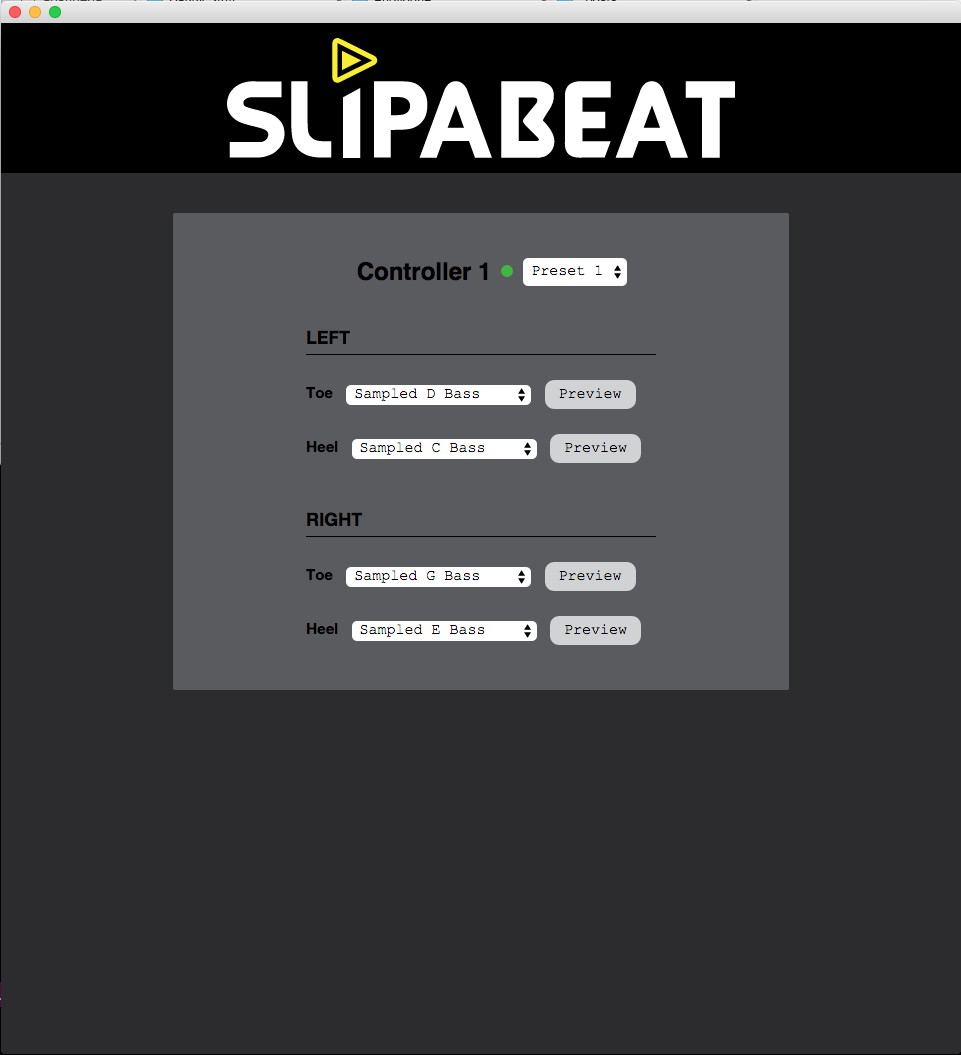 SLIPABEAT
Controller 1 Preset 1
LEFT
Toe Sampled D Bass Preview
Heel Sampled C Bass Preview
RIGHT
Toe Sampled G Bass Preview
Heel Sampled E Bass Preview